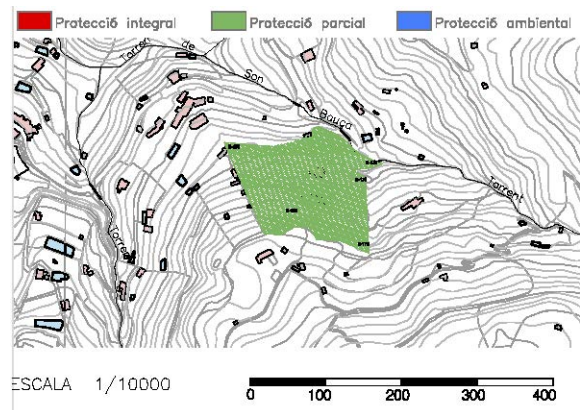 Protecció integral
Protecció parcial
Protecció ambiental
Torrent de Son Bauçà
Torrent
Torrent
ESCALA 1/10000
0 100 200 300 400